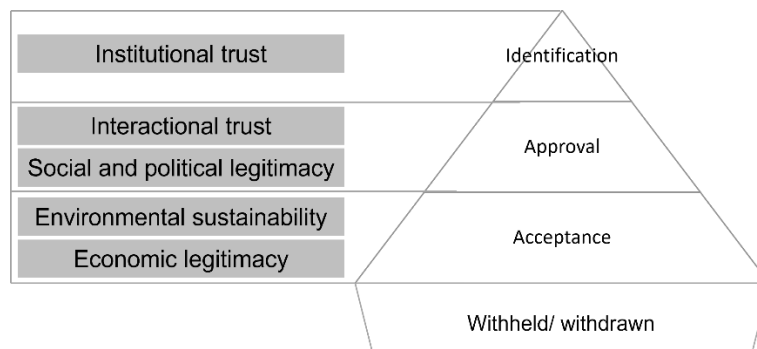 Institutional trust
Identification
Interactional trust
Approval
Social and political legitimacy
Environmental sustainability
Acceptance
Economic legitimacy
Withheld/ withdrawn